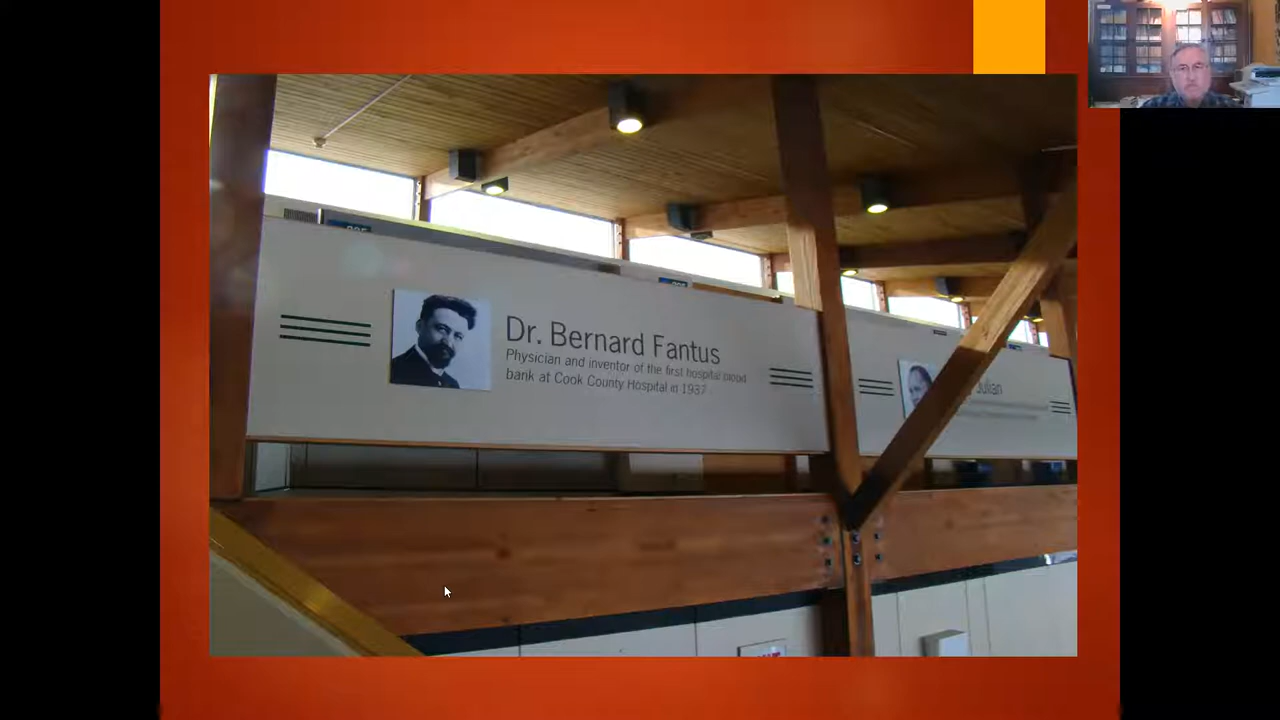 Dr. Bernard Fantus
Physician and inventor of the first hospital blood
bank at Cook County Hospital in 1937
Julian